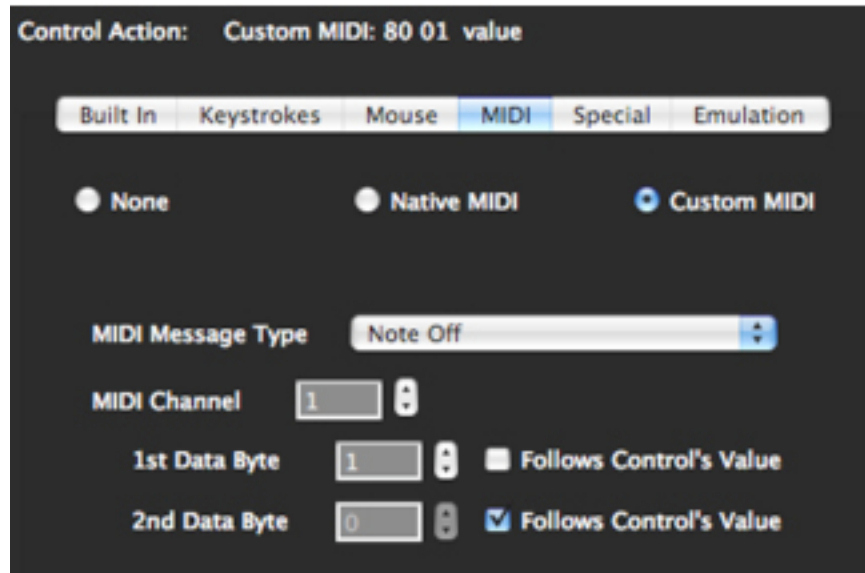 Control Action: Custom MIDI: 80 01 value
Built In Keystrokes Mouse MIDI Special Emulation
None Native MIDI Custom MIDI
MIDI Message Type Note Off
MIDI Channel 1
1st Data Byte 1 Follows Control's Value
2nd Data Byte 0 Follows Control's Value